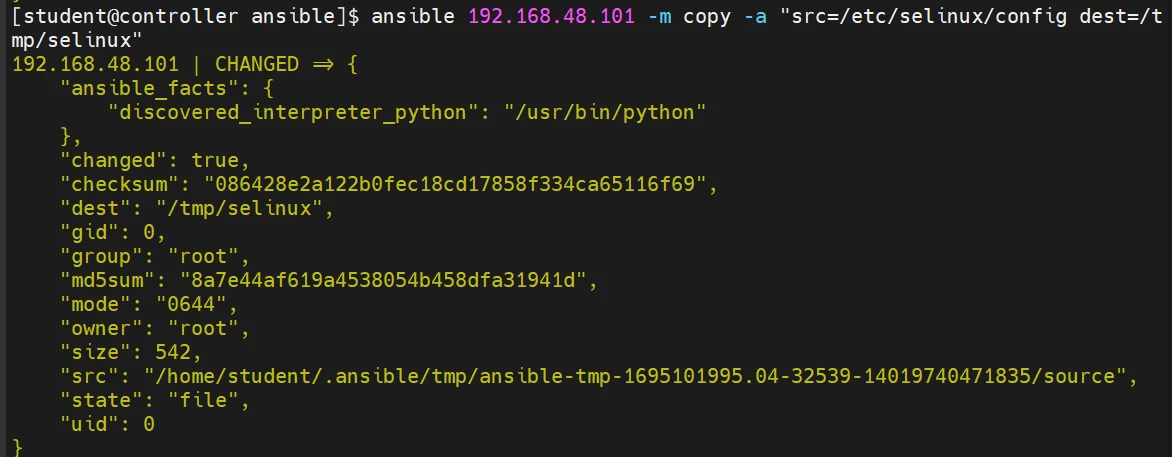 [student@controller ansible]$ ansible 192.168.48.101 -m copy -a "src=/etc/selinux/config dest=/t
mp/selinux"
192.168.48.101 | CHANGED => {
    "ansible_facts": {
        "discovered_interpreter_python": "/usr/bin/python"
    },
    "changed": true,
    "checksum": "086428e2a122b0fec18cd17858f334ca65116f69",
    "dest": "/tmp/selinux",
    "gid": 0,
    "group": "root",
    "md5sum": "8a7e44af619a4538054b458dfa31941d",
    "mode": "0644",
    "owner": "root",
    "size": 542,
    "src": "/home/student/.ansible/tmp/ansible-tmp-1695101995.04-32539-14019740471835/source",
    "state": "file",
    "uid": 0
}